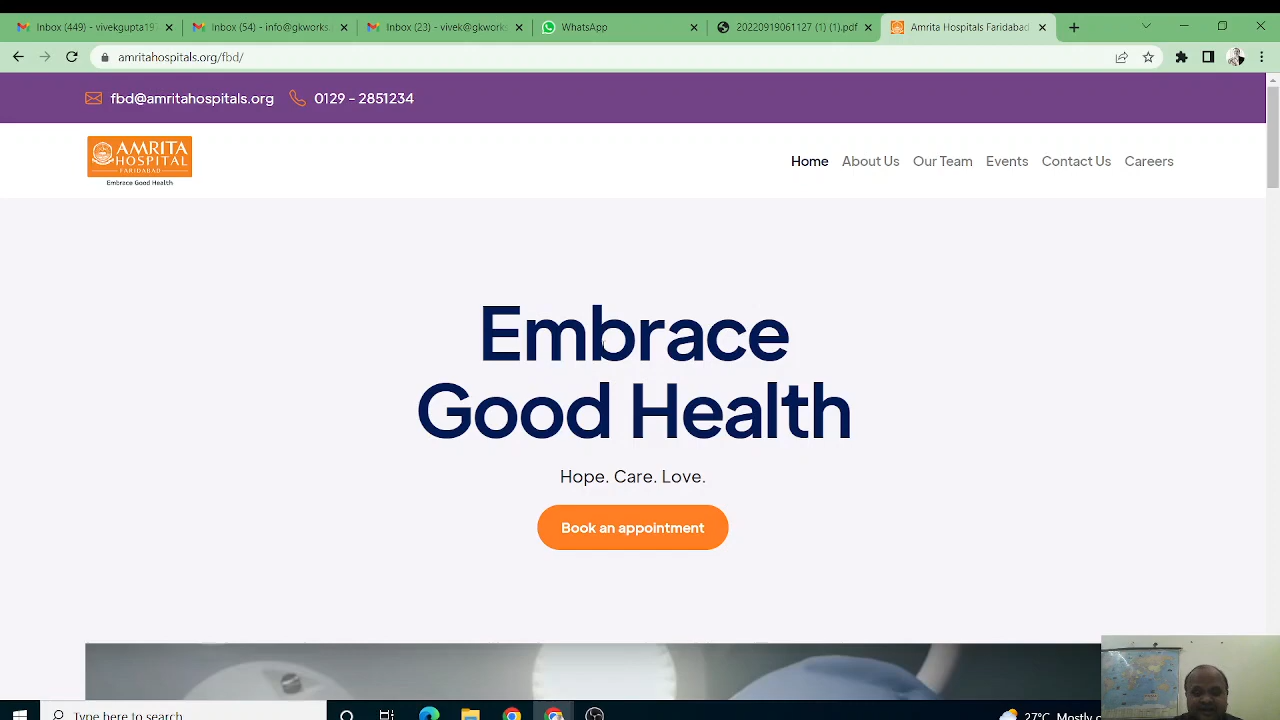 Inbox (449) - vivekgupta19
Inbox (54) - info@gkworks.
Inbox (23) - vivek@gkworks.
WhatsApp
20220919061127 (1) (1).pdf
Amrita Hospitals Faridabad
amritahospitals.org/fbd/
fbd@amritahospitals.org
0129 - 2851234
AMRITA
HOSPITAL
FARIDABAD
Embrace Good Health
Home About Us Our Team Events Contact Us Careers
Embrace
Good Health
Hope. Care. Love.
Book an appointment
Type here to search
27°C Mostly c